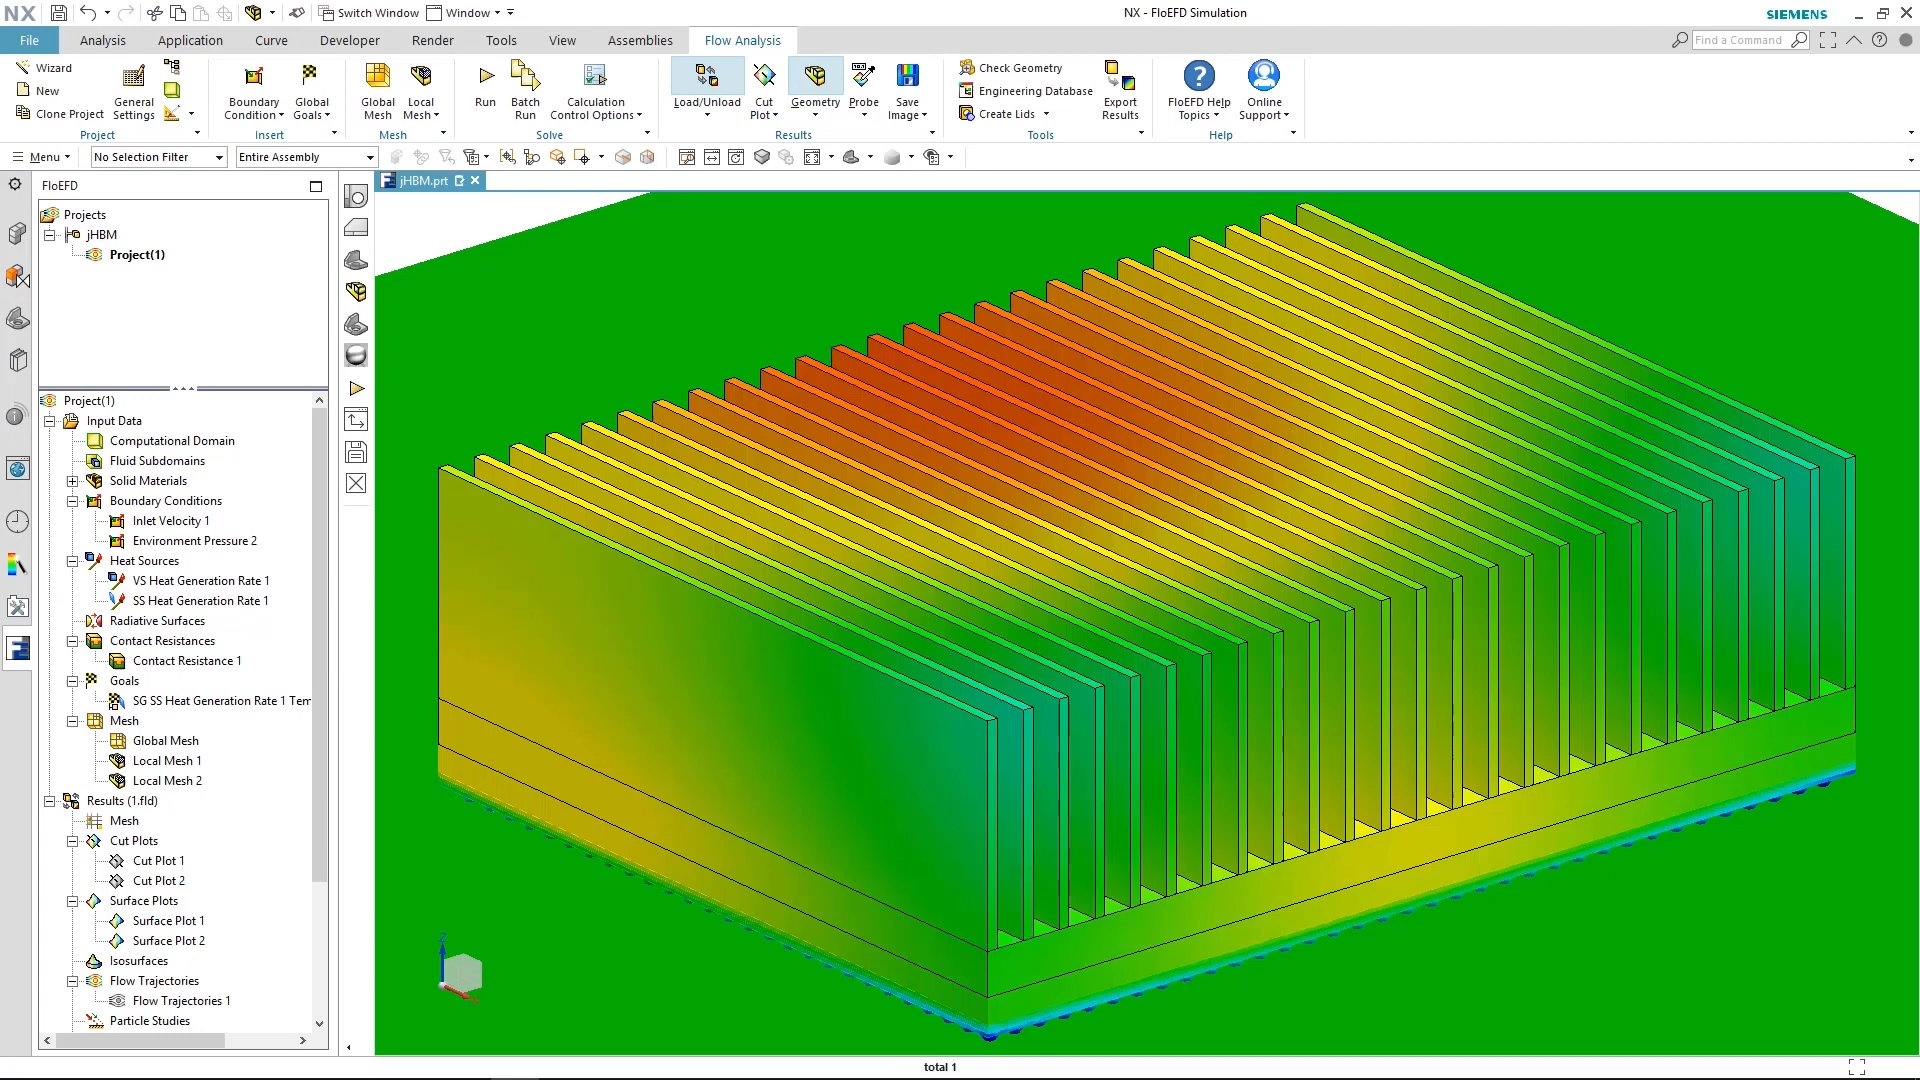 NX
Switch Window
Window
NX - FloEFD Simulation
SIEMENS
File
Analysis
Application
Curve
Developer
Render
Tools
View
Assemblies
Flow Analysis
Find a Command
Wizard
New
Clone Project
General
Settings
Project
Boundary
Condition
Global
Goals
Insert
Global
Mesh
Local
Mesh
Mesh
Run
Batch
Run
Calculation
Control Options
Solve
Load/Unload
Cut
Plot
Geometry
Probe
Save
Image
Results
Check Geometry
Engineering Database
Create Lids
Export
Results
Tools
FloEFD Help
Topics
Online
Support
Help
Menu
No Selection Filter
Entire Assembly
FloEFD
jHBM.prt
Projects
jHBM
Project(1)
Project(1)
Input Data
Computational Domain
Fluid Subdomains
Solid Materials
Boundary Conditions
Inlet Velocity 1
Environment Pressure 2
Heat Sources
VS Heat Generation Rate 1
SS Heat Generation Rate 1
Radiative Surfaces
Contact Resistances
Contact Resistance 1
Goals
SG SS Heat Generation Rate 1 Tem
Mesh
Global Mesh
Local Mesh 1
Local Mesh 2
Results (1.fld)
Mesh
Cut Plots
Cut Plot 1
Cut Plot 2
Surface Plots
Surface Plot 1
Surface Plot 2
Isosurfaces
Flow Trajectories
Flow Trajectories 1
Particle Studies
Z
total 1